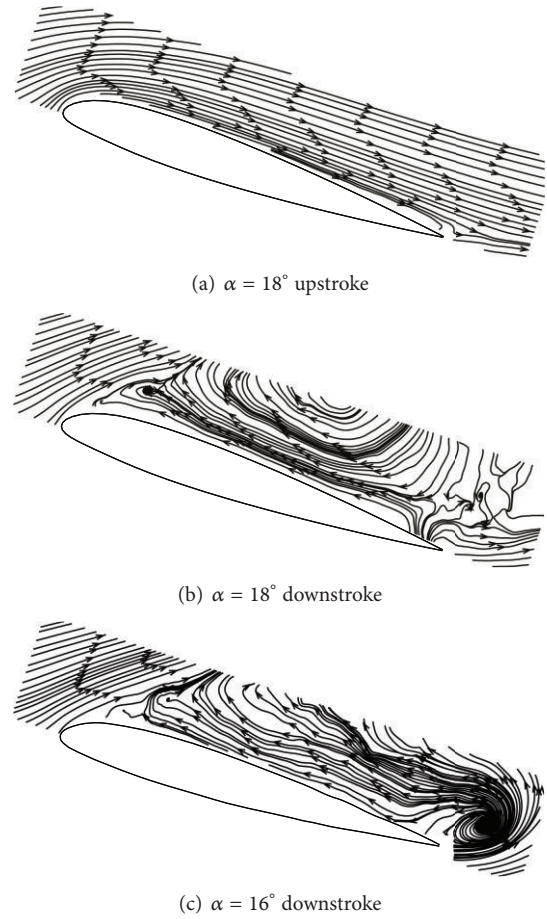 (a) α = 18° upstroke
(b) α = 18° downstroke
(c) α = 16° downstroke